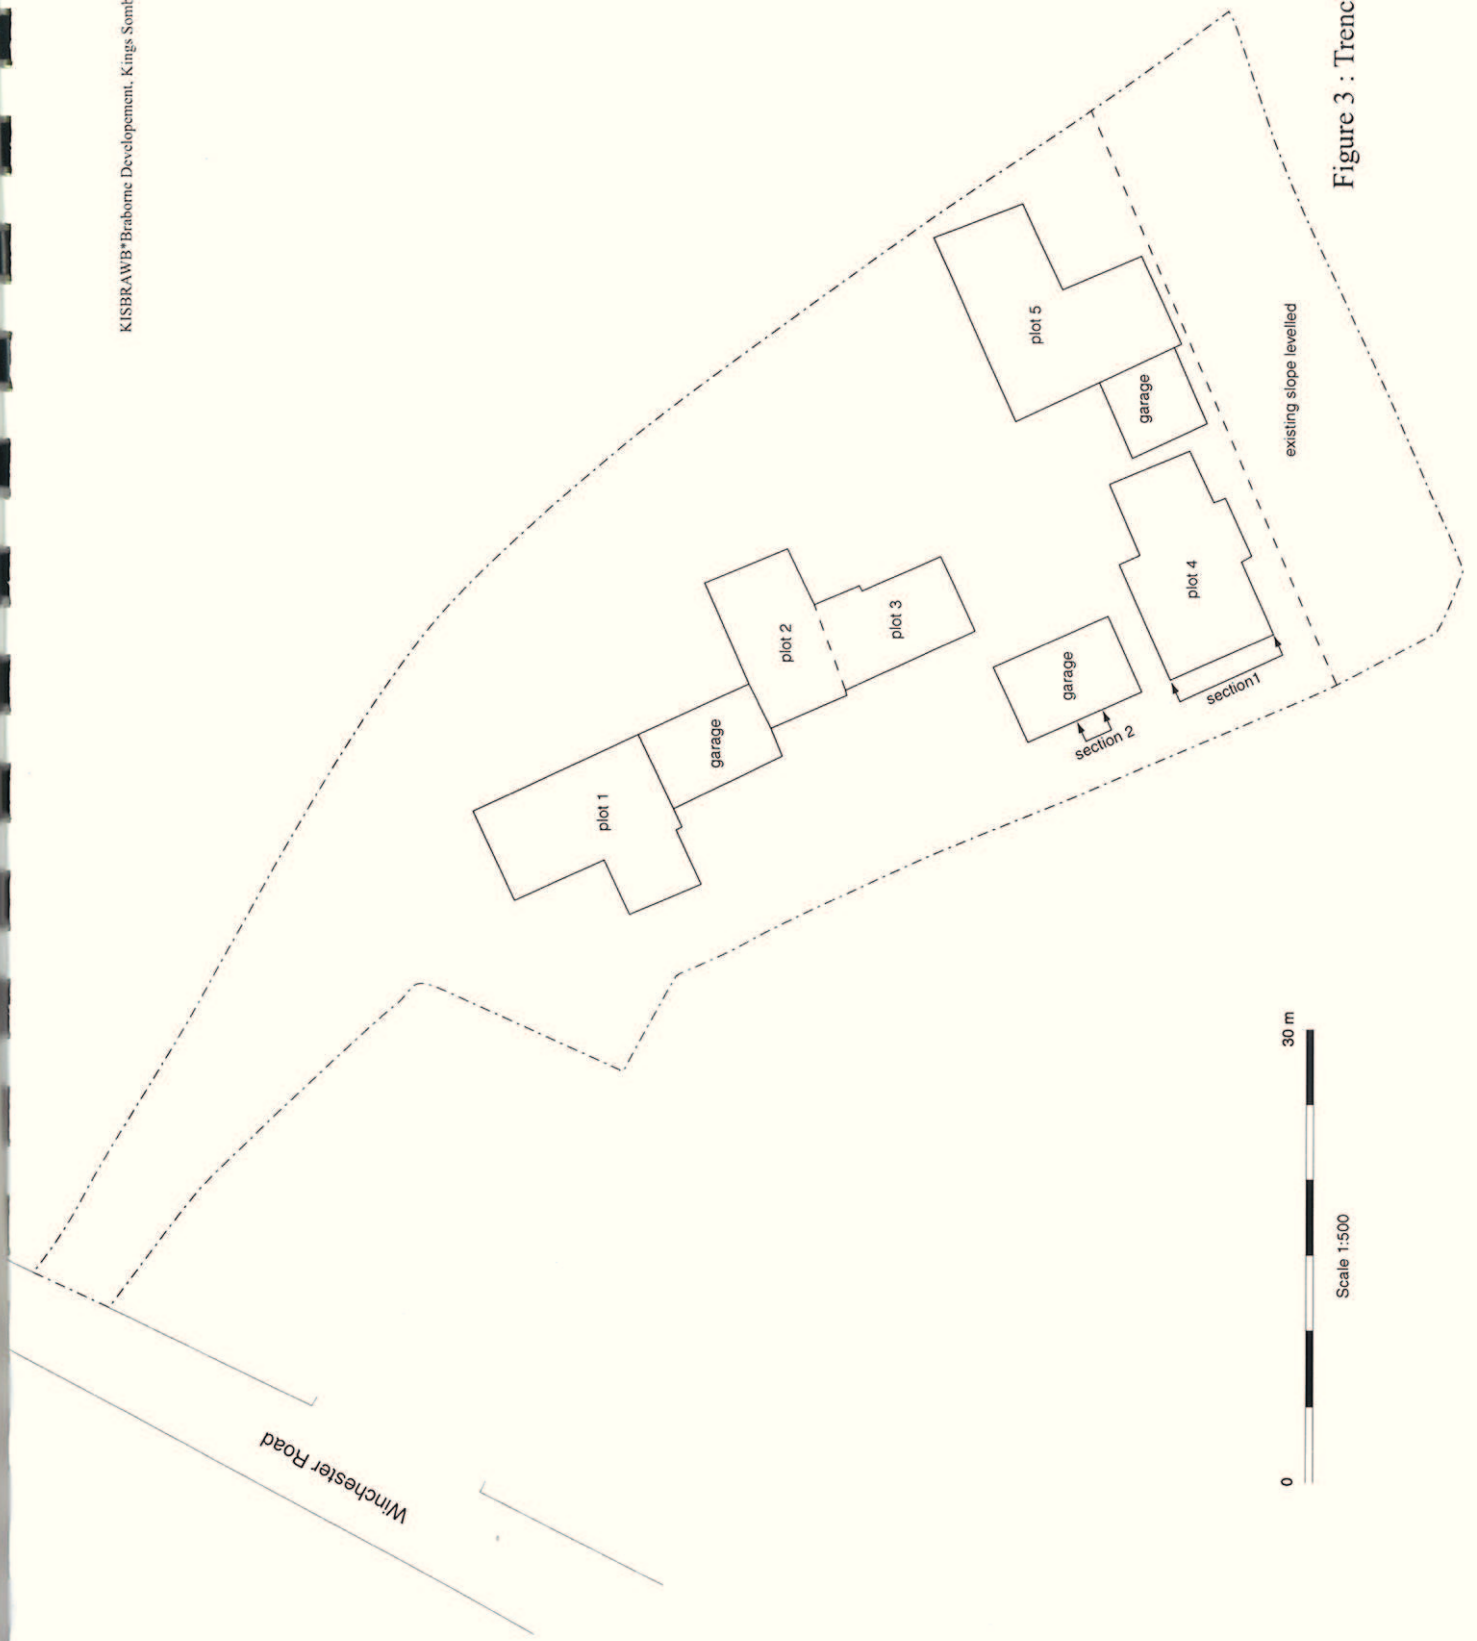 KISBRAWB*Braborne Developement, Kings Somb
plot 5
garage
existing slope levelled
plot 2
plot 3
plot 4
garage
section1
section 2
garage
plot 1
Winchester Road
0
30 m
Scale 1:500
Figure 3 : Trenc